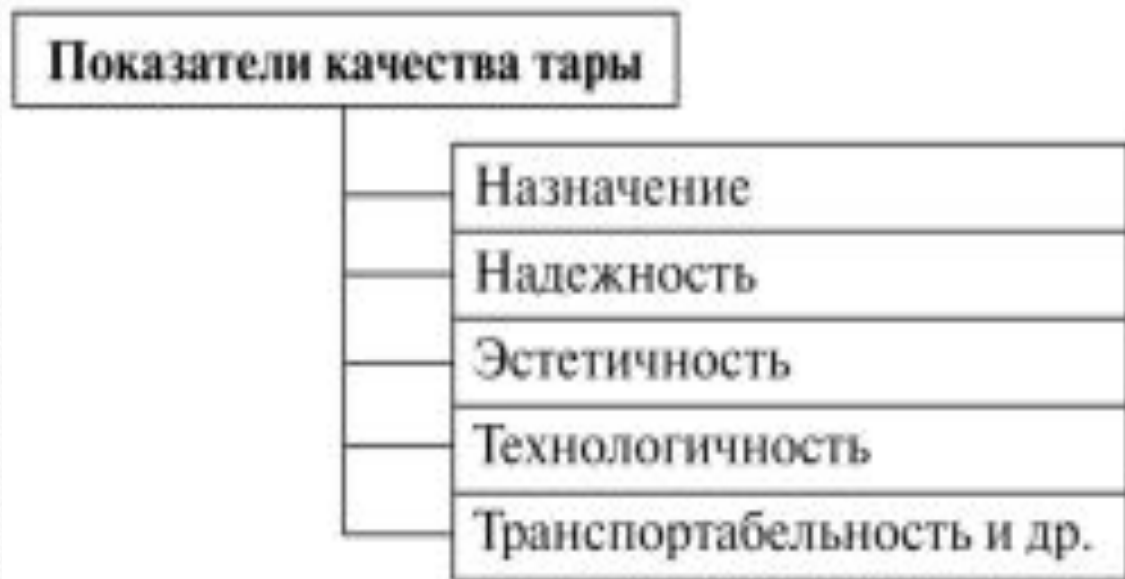 Показатели качества тары
Назначение
Надежность
Эстетичность
Технологичность
Транспортабельность и др.